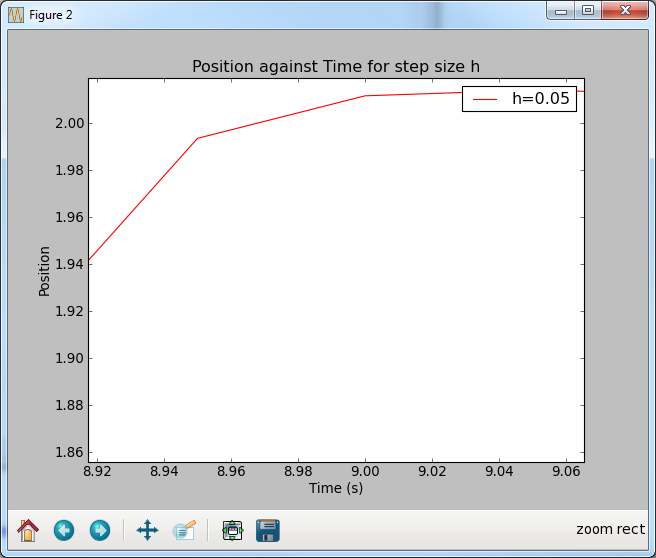 Figure 2
Position against Time for step size h
h=0.05
2.00
1.98
1.96
1.94
1.92
1.90
1.88
1.86
Position
8.92 8.94 8.96 8.98 9.00 9.02 9.04 9.06
Time (s)
zoom rect